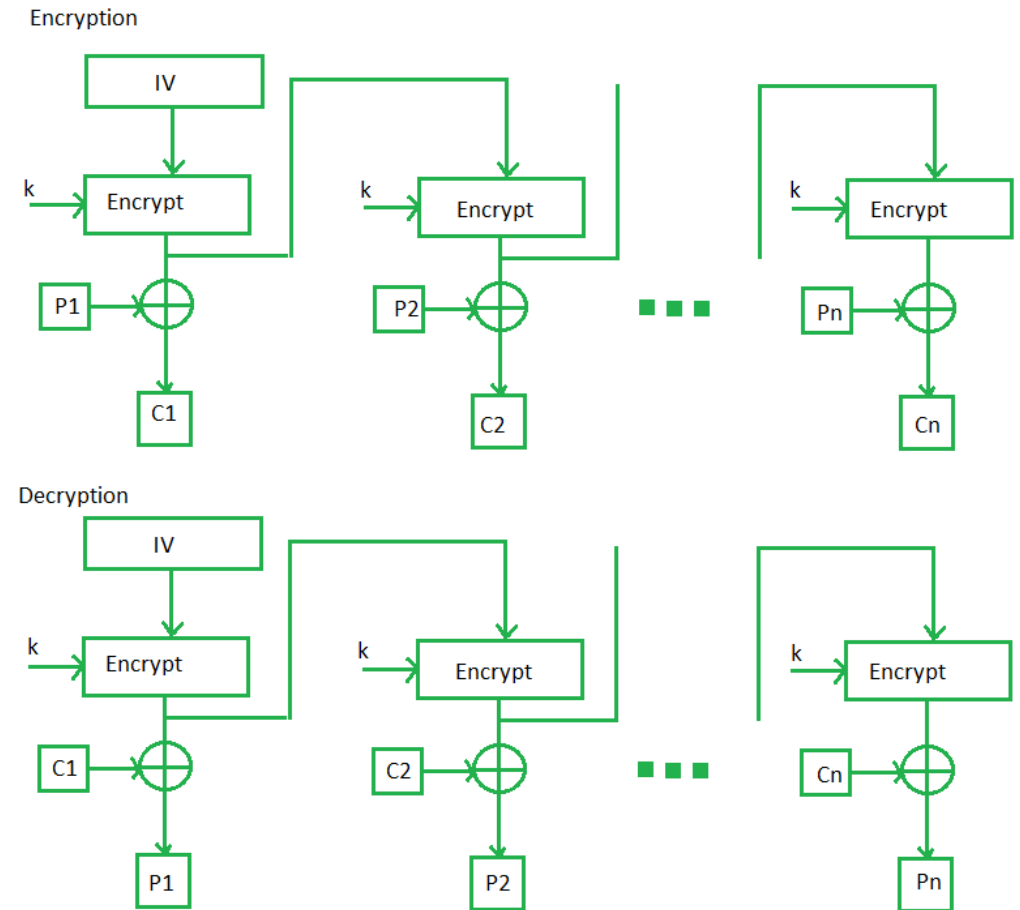 Encryption
IV
k
Encrypt
k
Encrypt
k
Encrypt
P1
P2
Pn
C1
C2
Cn
Decryption
IV
k
Encrypt
k
Encrypt
k
Encrypt
C1
C2
Cn
P1
P2
Pn